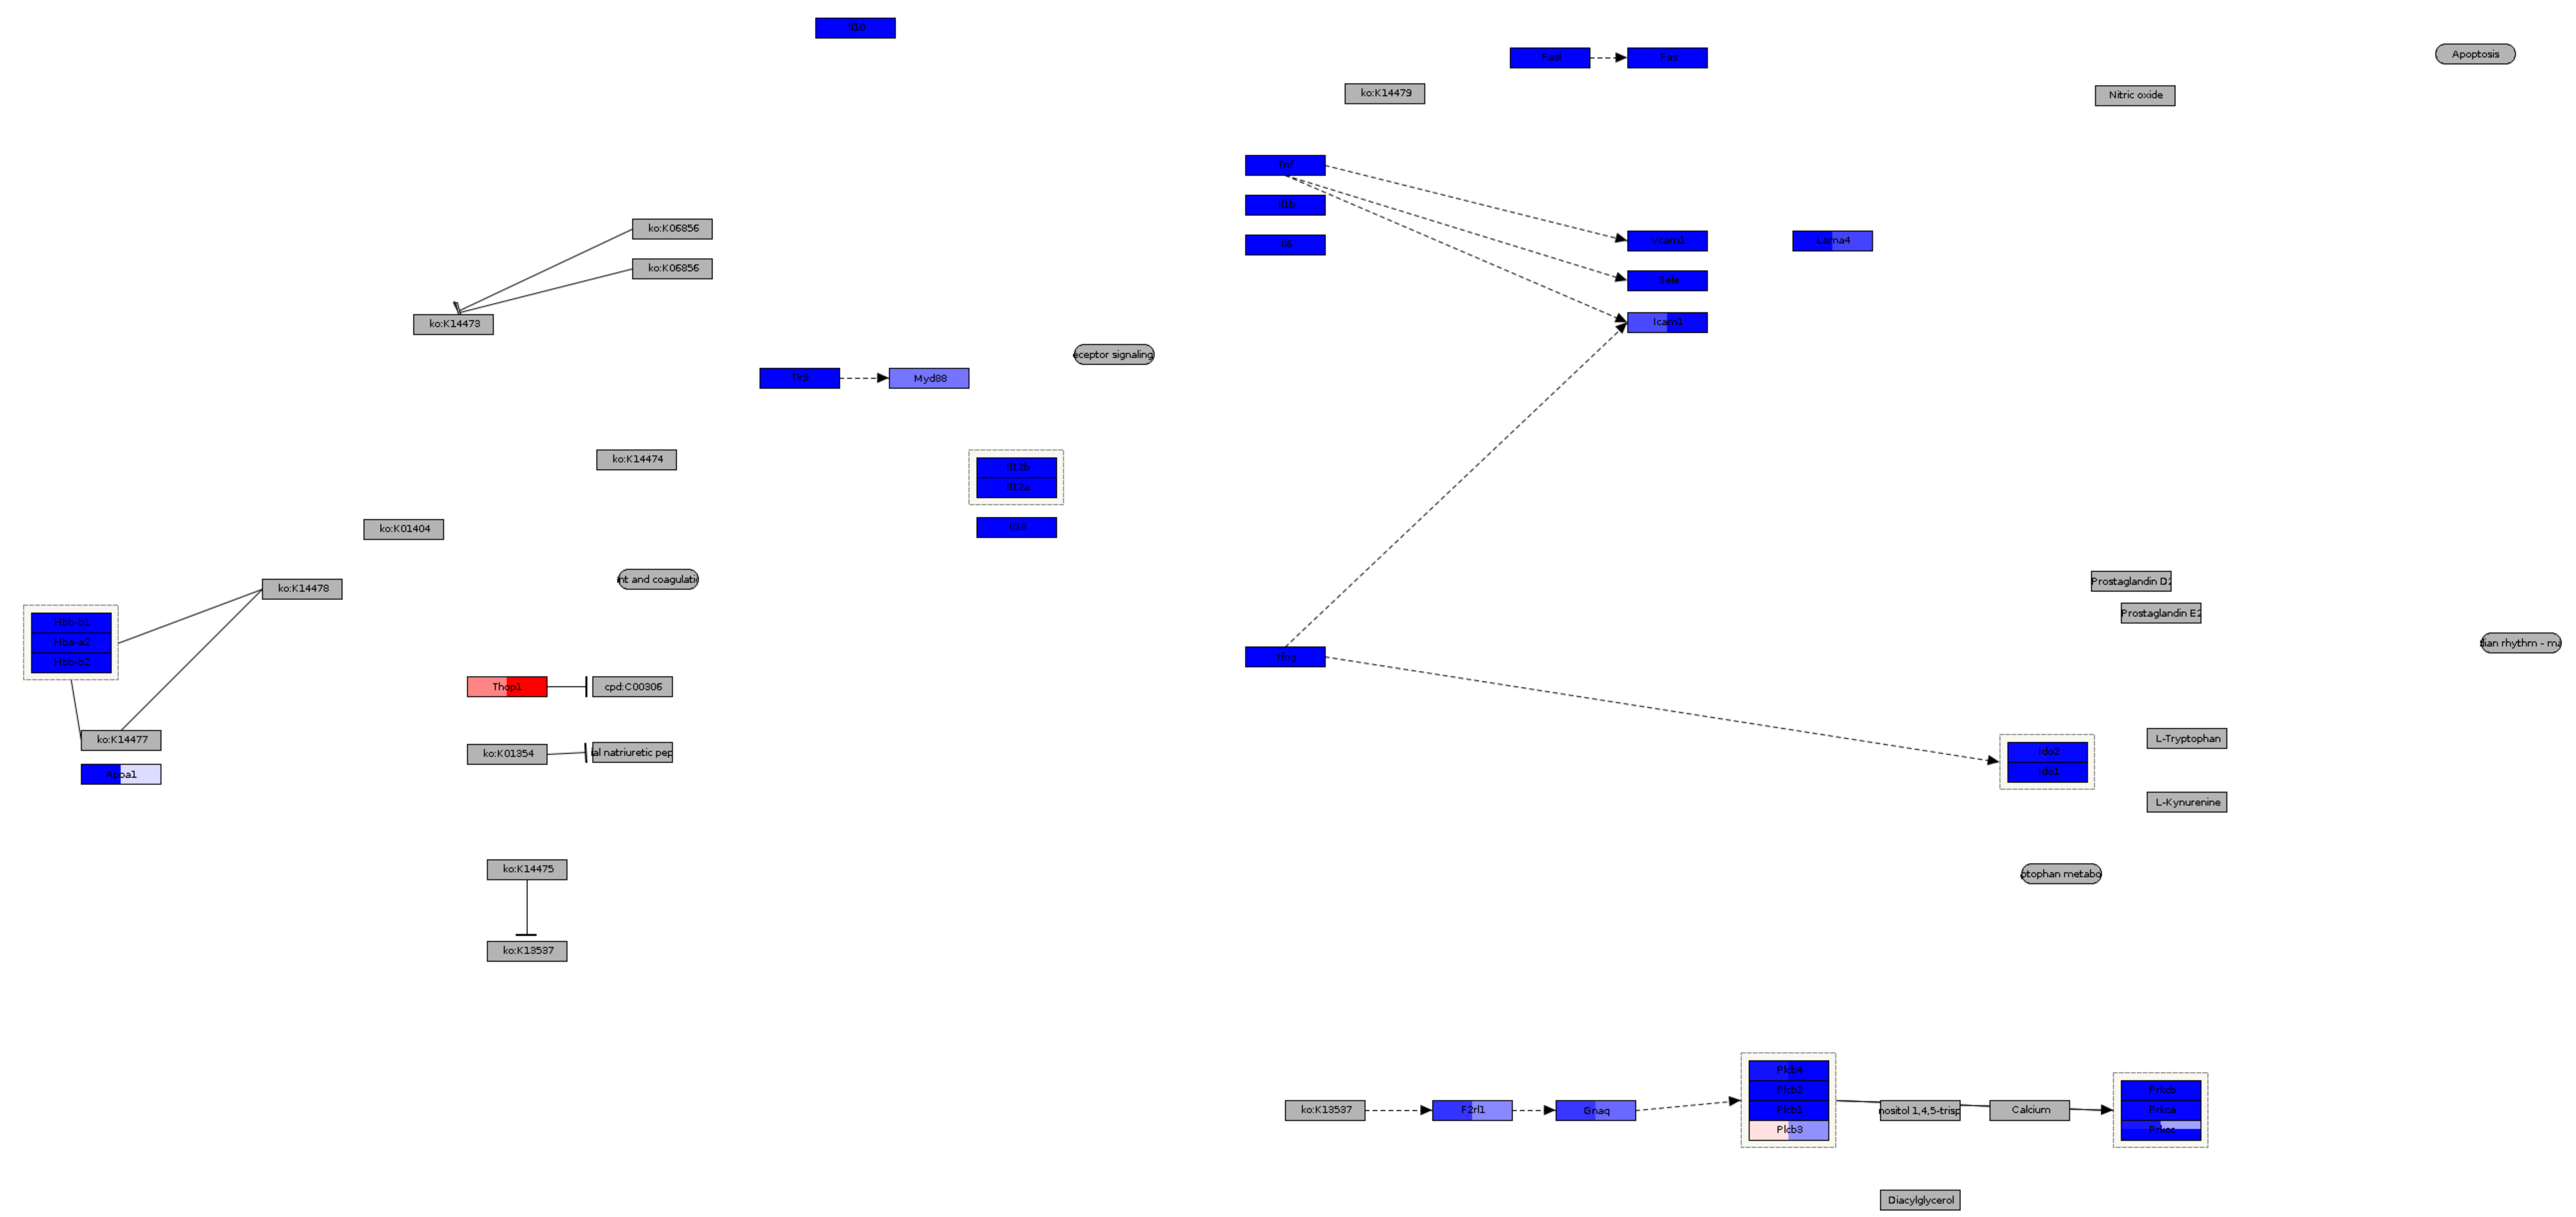 Il10
Fasl
Fas
Apoptosis
ko:K14479
Nitric oxide
Tnf
Il1b
Il6
ko:K06856
ko:K06856
Vcam1
Lama4
Sele
ko:K14473
Icam1
eceptor signaling
Myd88
ko:K14474
Il12b
Il12a
Il18
ko:K01404
nt and coagulati
ko:K14478
Prostaglandin D2
Prostaglandin E2
Hbb-b1
Hba-a2
Hbb-b2
dian rhythm - ma
Ifng
Thop1
cpd:C00306
ko:K14477
L-Tryptophan
ko:K01354
ial natriuretic pep
Ido2
Ido1
Apoa1
L-Kynurenine
ko:K14475
ptophan metabo
ko:K13537
Plcb4
Plcb2
Plcb1
Plcb3
ko:K13537
F2rl1
Gnaq
nositol 1,4,5-trisp
Calcium
Prkcb
Prkca
Diacylglycerol